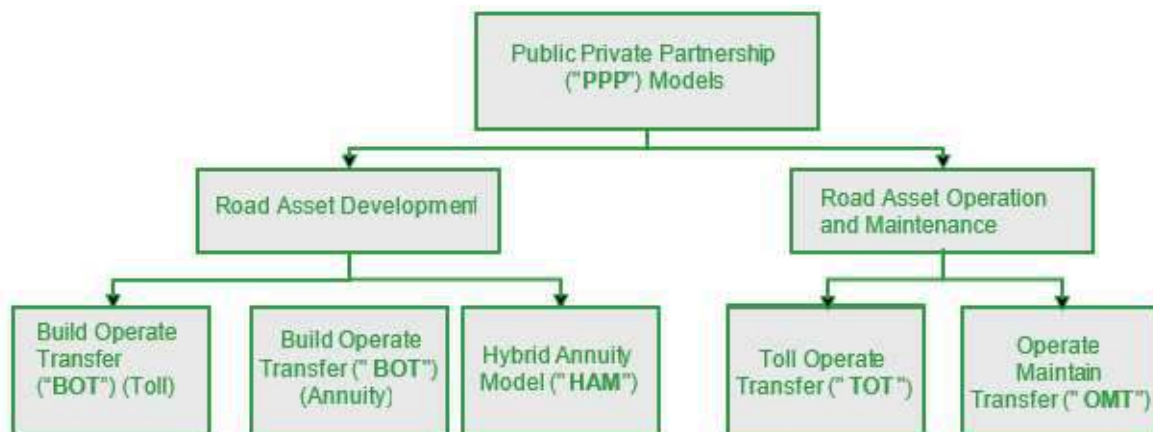 Public Private Partnership
("PPP") Models
Road Asset Development
Road Asset Operation
and Maintenance
Build Operate
Transfer
("BOT") (Toll)
Build Operate
Transfer (" BOT")
(Annuity)
Hybrid Annuity
Model (" HAM")
Toll Operate
Transfer (" TOT")
Operate
Maintain
Transfer (" OMT")